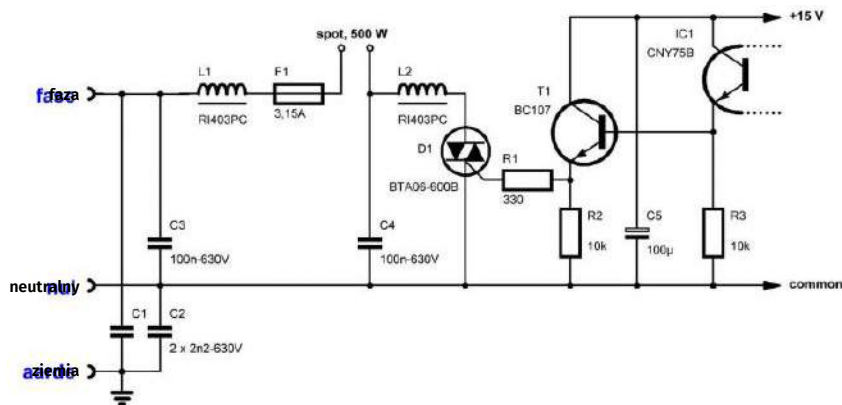 +15 V
spot, 500 W
IC1
CNY75B
L1
F1
L2
T1
BC107
faza
RI403PC
3,15A
RI403PC
D1
R1
BTA06-600B
330
C3
C4
R2
C5
R3
100n-630V
100n-630V
10k
100µ
10k
neutralny
common
C1
C2
2 x 2n2-630V
ziemia